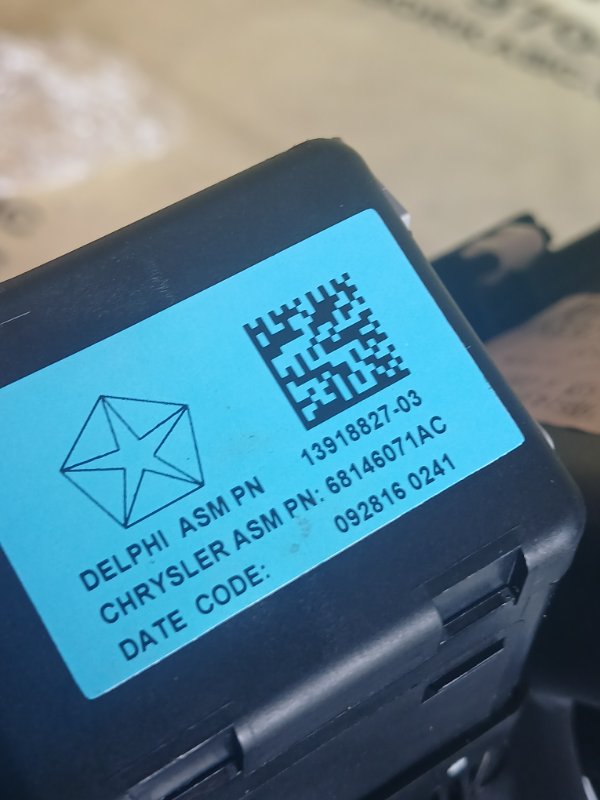 DELPHI ASM PN 13918827-03
CHRYSLER ASM PN: 68146071AC
DATE CODE: 092816 0241